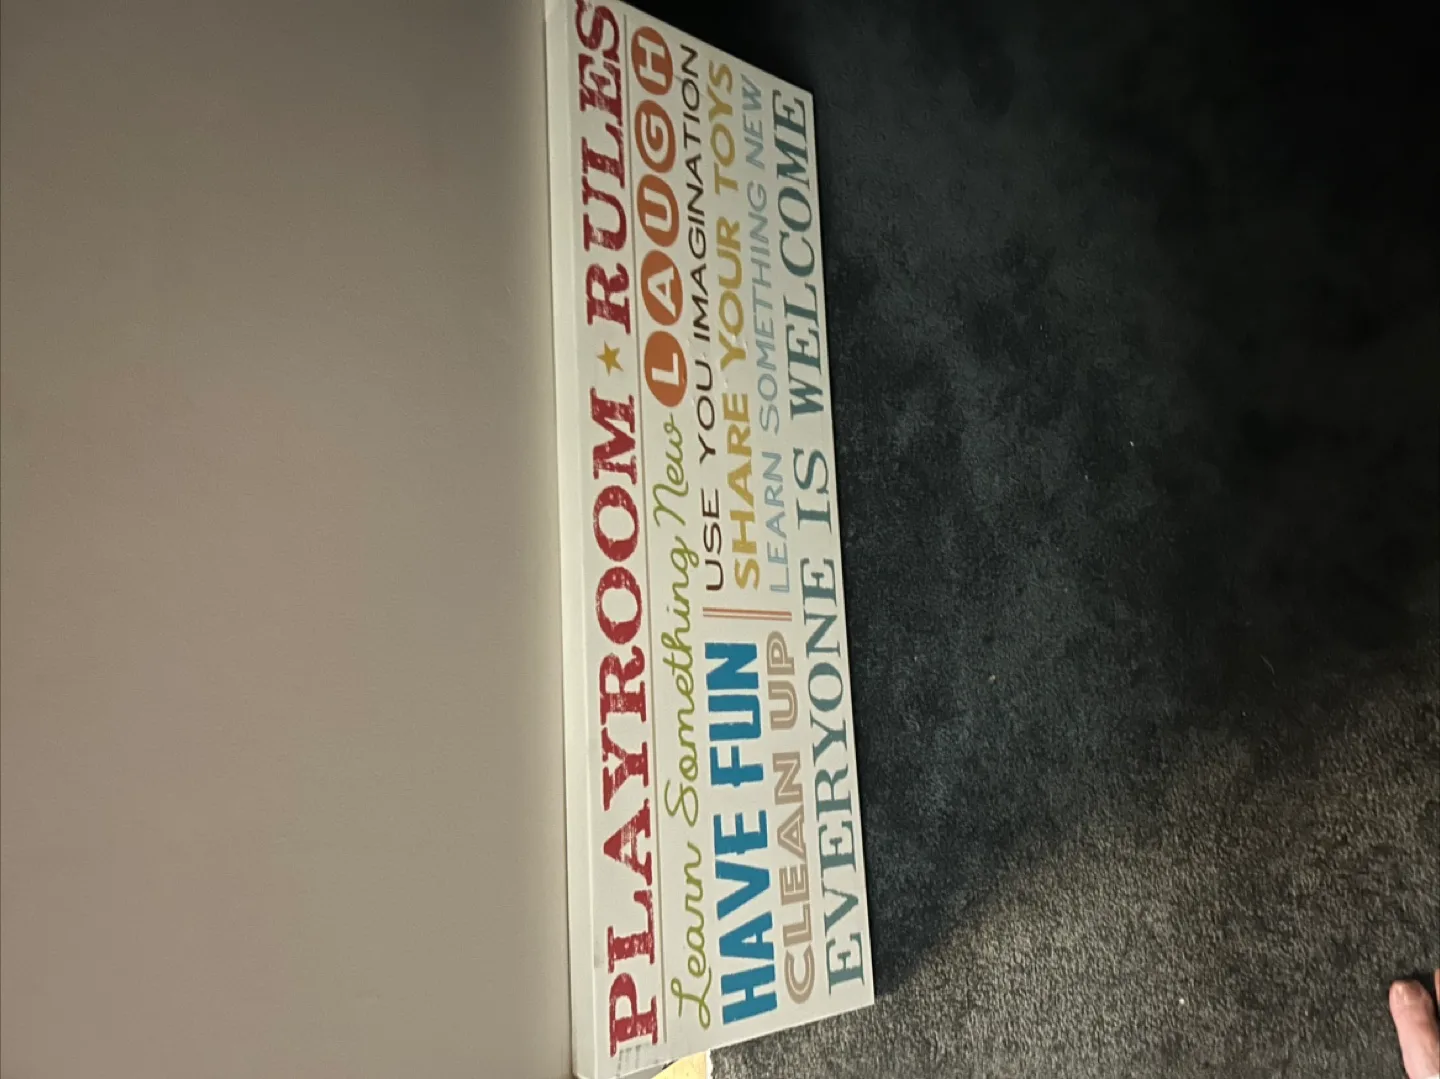 PLAYROOM ★ RULES
Learn Something New LAUGH
HAVE FUN
CLEAN UP
USE YOU IMAGINATION
SHARE YOUR TOYS
LEARN SOMETHING NEW
EVERYONE IS WELCOME